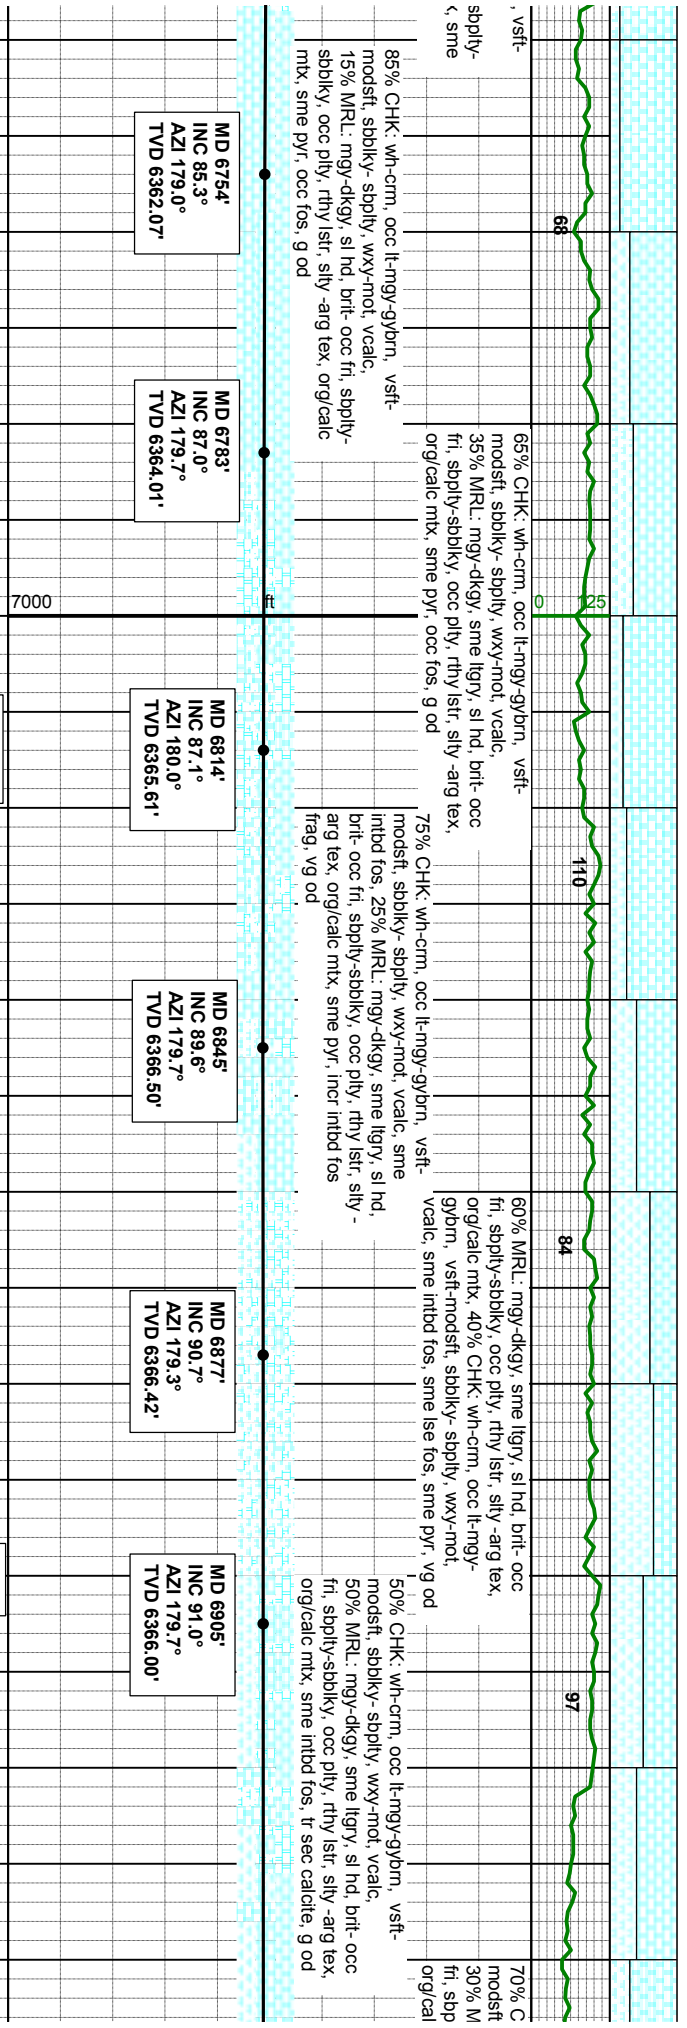 , vsft-
sbplty-
x, sme
85% CHK: wh-crm, occ lt-mgy-gybrn, vsft-
modsft, sbblky- sbplty, wxy-mot, vcalc,
15% MRL: mgy-dkgy, sl hd, brit- occ fri, sbplty-
sbblky, occ plty, rthy lstr, slty -arg tex, org/calc
mtx, sme pyr, occ fos, g od
MD 6754'
INC 85.3°
AZI 179.0°
TVD 6362.07'
68
MD 6783'
INC 87.0°
AZI 179.7°
TVD 6364.01'
65% CHK: wh-crm, occ lt-mgy-gybrn, vsft-
modsft, sbblky- sbplty, wxy-mot, vcalc,
35% MRL: mgy-dkgy, sme ltgry, sl hd, brit- occ
fri, sbplty-sbblky, occ plty, rthy lstr, slty -arg tex,
org/calc mtx, sme pyr, occ fos, g od
7000
ft
0
125
MD 6814'
INC 87.1°
AZI 180.0°
TVD 6365.61'
110
75% CHK: wh-crm, occ lt-mgy-gybrn, vsft-
modsft, sbblky- sbplty, wxy-mot, vcalc, sme
intbd fos, 25% MRL: mgy-dkgy, sme ltgry, sl hd,
brit- occ fri, sbplty-sbblky, occ plty, rthy lstr, slty -
arg tex, org/calc mtx, sme pyr, incr intbd fos
frag, vg od
MD 6845'
INC 89.6°
AZI 179.7°
TVD 6366.50'
84
60% MRL: mgy-dkgy, sme ltgry, sl hd, brit- occ
fri, sbplty-sbblky, occ plty, rthy lstr, slty -arg tex,
org/calc mtx, 40% CHK: wh-crm, occ lt-mgy-
gybrn, vsft-modsft, sbblky- sbplty, wxy-mot,
vcalc, sme intbd fos, sme lse fos, sme pyr, vg od
MD 6877'
INC 90.7°
AZI 179.3°
TVD 6366.42'
50% CHK: wh-crm, occ lt-mgy-gybrn, vsft-
modsft, sbblky- sbplty, wxy-mot, vcalc,
50% MRL: mgy-dkgy, sme ltgry, sl hd, brit- occ
fri, sbplty-sbblky, occ plty, rthy lstr, slty -arg tex,
org/calc mtx, sme intbd fos, tr sec calcite, g od
MD 6905'
INC 91.0°
AZI 179.7°
TVD 6366.00'
97
70% C
modsft
30% M
fri, sbp
org/cal